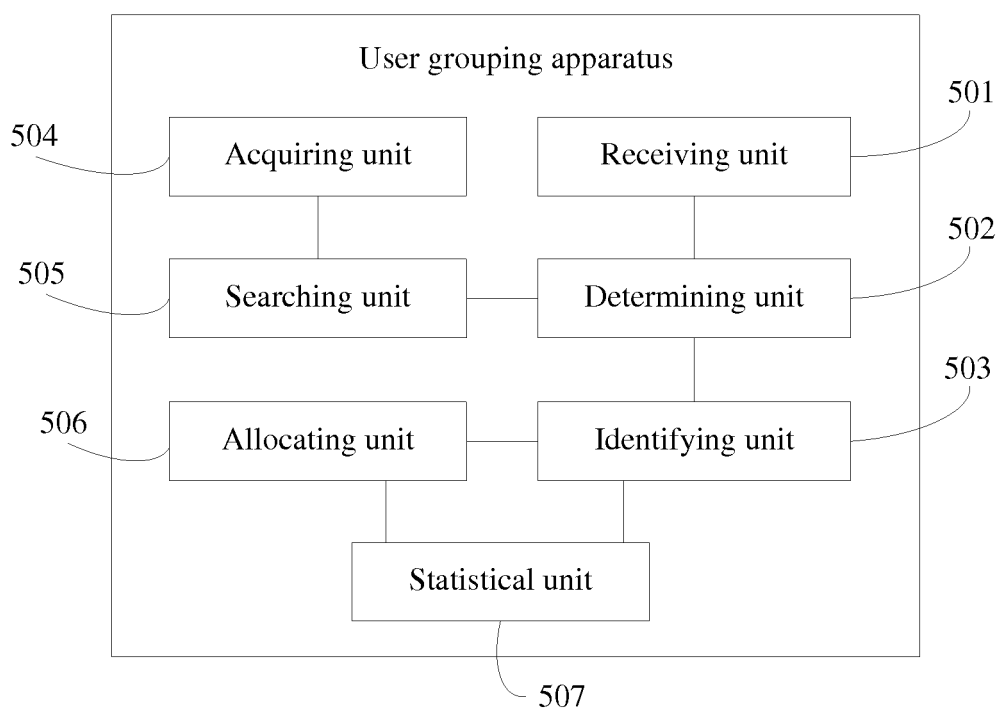 User grouping apparatus
501
504
Acquiring unit
Receiving unit
502
505
Searching unit
Determining unit
503
506
Allocating unit
Identifying unit
Statistical unit
507